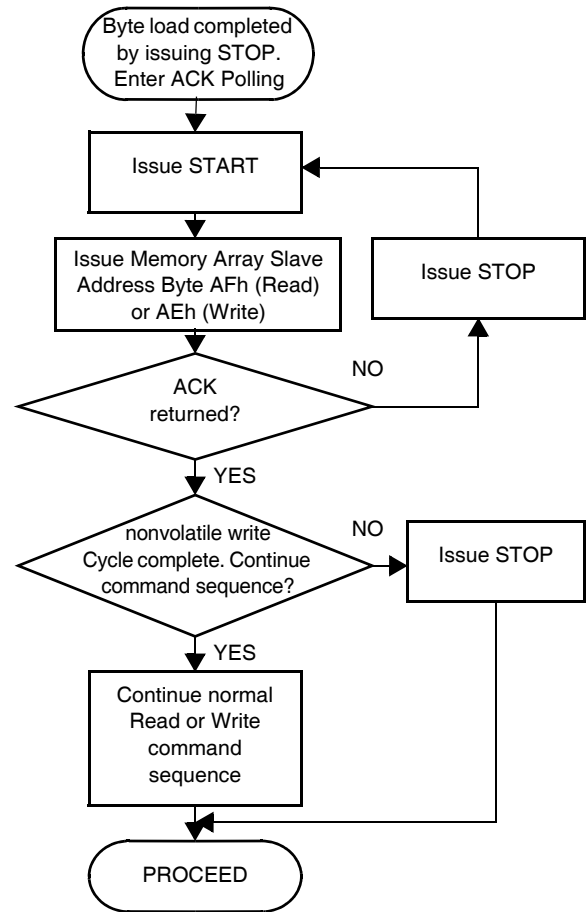 Byte load completed
by issuing STOP.
Enter ACK Polling
Issue START
Issue Memory Array Slave
Address Byte AFh (Read)
or AEh (Write)
Issue STOP
NO
ACK
returned?
YES
nonvolatile write
Cycle complete. Continue
command sequence?
NO
Issue STOP
YES
Continue normal
Read or Write
command
sequence
PROCEED